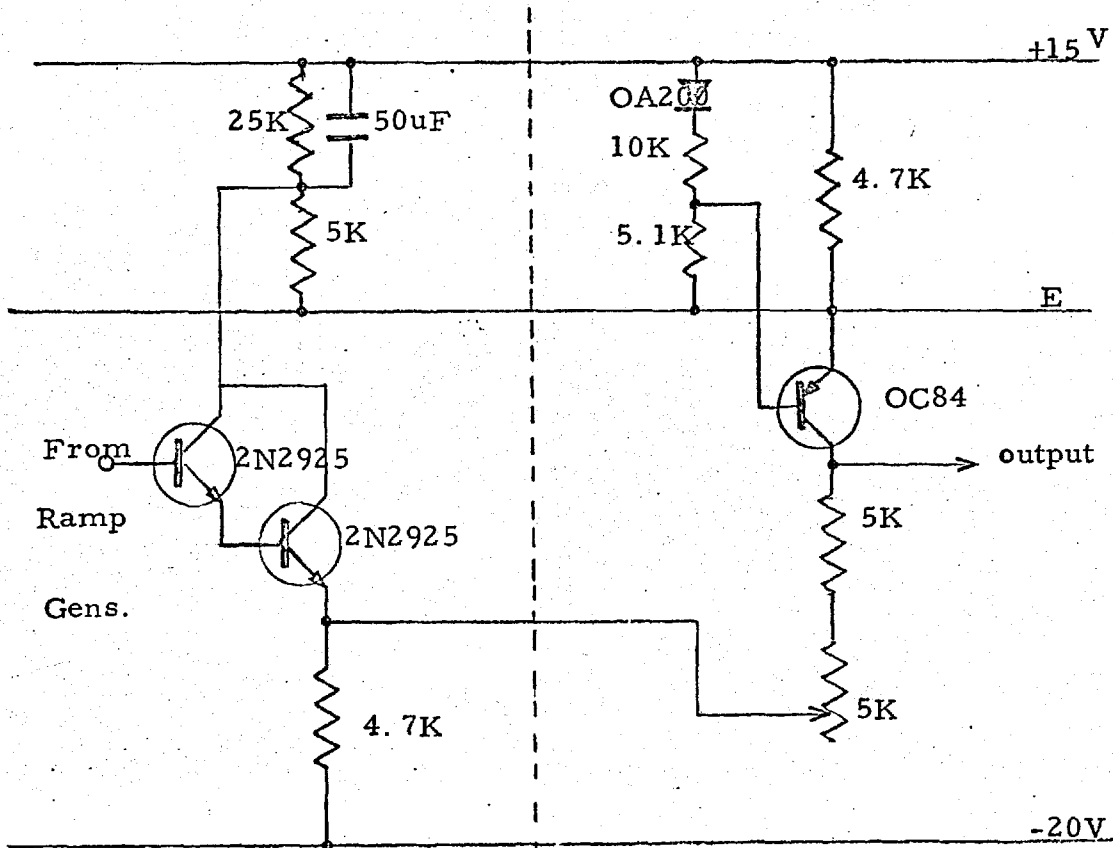 +15 V
OA200
25K
50uF
10K
4.7K
5K
5.1K
E
OC84
From
2N2925
output
Ramp
5K
2N2925
Gens.
5K
4.7K
-20V